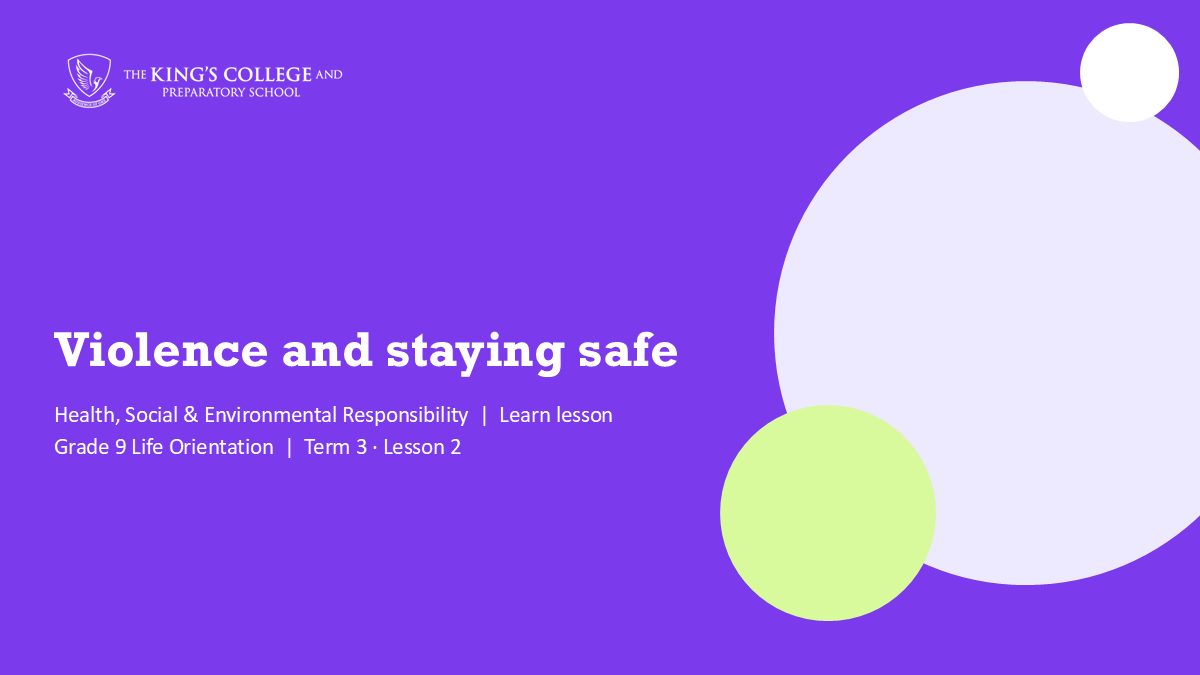 THE KING'S COLLEGE AND
PREPARATORY SCHOOL
Violence and staying safe
Health, Social & Environmental Responsibility | Learn lesson
Grade 9 Life Orientation | Term 3 · Lesson 2